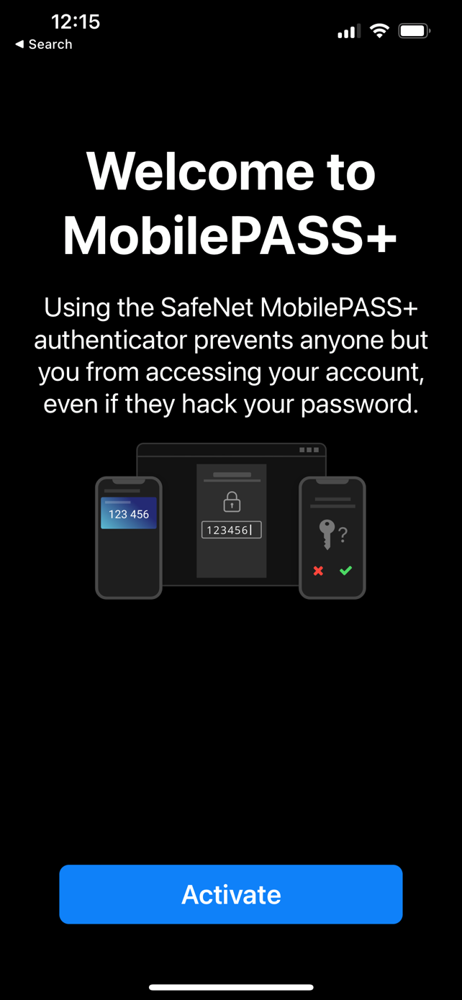 12:15
◀ Search
Welcome to
MobilePASS+
Using the SafeNet MobilePASS+
authenticator prevents anyone but
you from accessing your account,
even if they hack your password.
123 456
123456
?
Activate